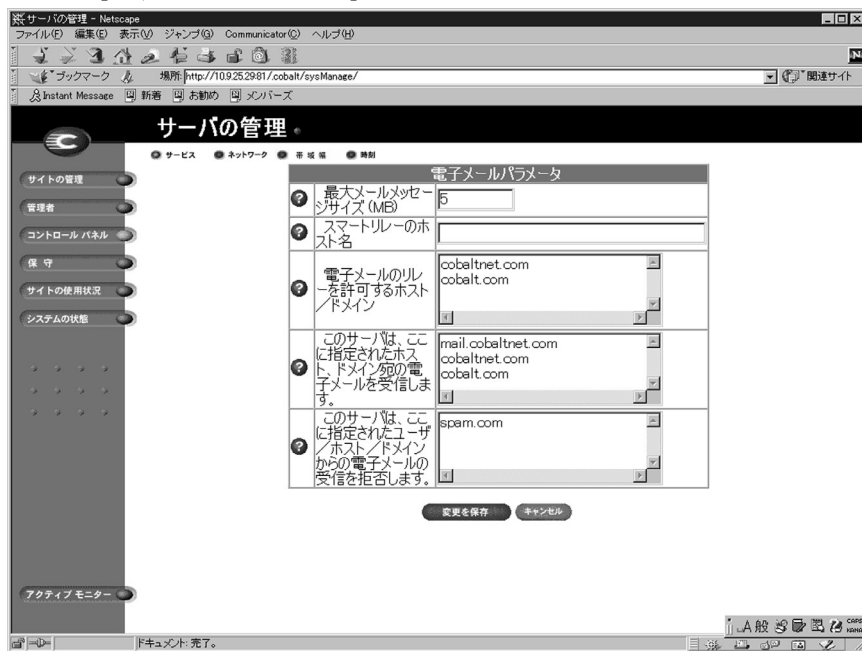 サーバの管理 - Netscape
ファイル(F) 編集(E) 表示(V) ジャンプ(G) Communicator(C) ヘルプ(H)
ブックマーク 場所: http://10.9.25.29:81/.cobalt/sysManage/ 関連サイト
Instant Message 新着 お勧め メンバーズ
サーバの管理
サービス ネットワーク 帯域幅 時刻
サイトの管理
管理者
コントロール パネル
保守
サイトの使用状況
システムの状態
アクティブ モニター
電子メールパラメータ
最大メールメッセー
ジサイズ (MB)
5
スマートリレーのホ
スト名
電子メールのリレ
ーを許可するホスト
／ドメイン
cobaltnet.com
cobalt.com
このサーバは、ここ
に指定されたホス
ト、ドメイン宛の電
子メールを受信しま
す。
mail.cobaltnet.com
cobaltnet.com
cobalt.com
このサーバは、ここ
に指定されたユーザ
／ホスト／ドメイン
からの電子メールの
受信を拒否します。
spam.com
変更を保存 キャンセル
A 般 CAPS
KANA
ドキュメント: 完了。